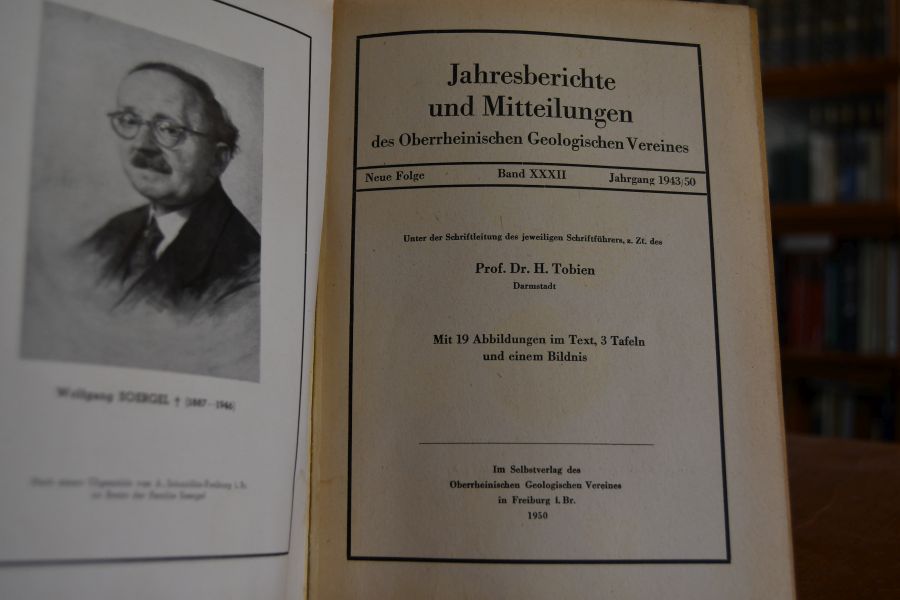 Wolfgang SOERGEL † (1887-1946)
Jahresberichte
und Mitteilungen
des Oberrheinischen Geologischen Vereines
Neue Folge Band XXXII Jahrgang 1943/50
Unter der Schriftleitung des jeweiligen Schriftführers, z. Zt. des
Prof. Dr. H. Tobien
Darmstadt
Mit 19 Abbildungen im Text, 3 Tafeln
und einem Bildnis
Im Selbstverlag des
Oberrheinischen Geologischen Vereines
in Freiburg i. Br.
1950